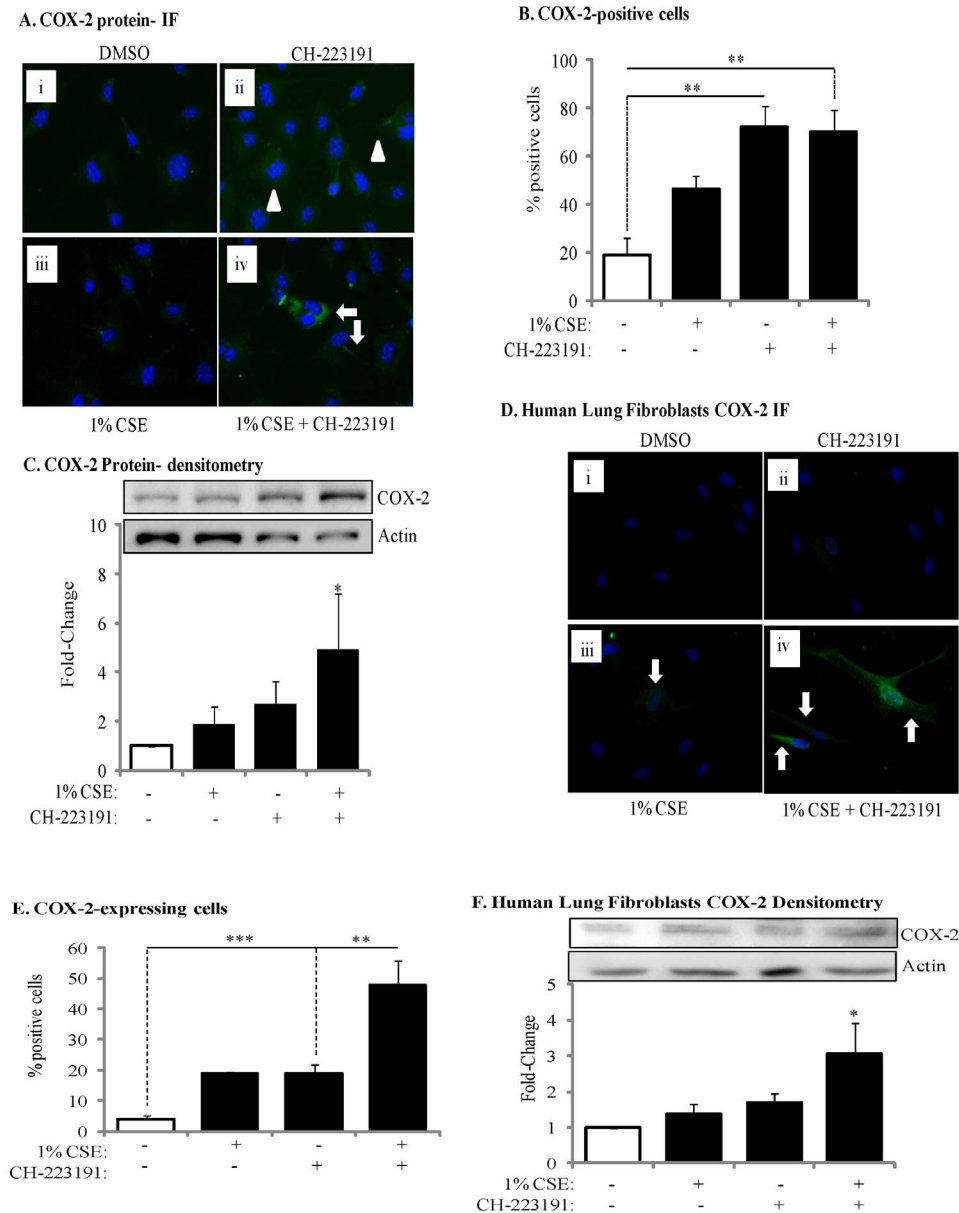 A. COX-2 protein- IF
DMSO
CH-223191
i
ii
iii
iv
1% CSE
1% CSE + CH-223191
B. COX-2-positive cells
% positive cells
100
80
60
40
20
0
**
**
1% CSE: - + - +
CH-223191: - - + +
C. COX-2 Protein- densitometry
COX-2
Actin
Fold-Change
10
8
6
4
2
0
*
1% CSE: - + - +
CH-223191: - - + +
D. Human Lung Fibroblasts COX-2 IF
DMSO
CH-223191
i
ii
iii
iv
1% CSE
1% CSE + CH-223191
E. COX-2-expressing cells
% positive cells
60
50
40
30
20
10
0
***
**
1% CSE: - + - +
CH-223191: - - + +
F. Human Lung Fibroblasts COX-2 Densitometry
COX-2
Actin
Fold-Change
5
4
3
2
1
0
*
1% CSE: - + - +
CH-223191: - - + +